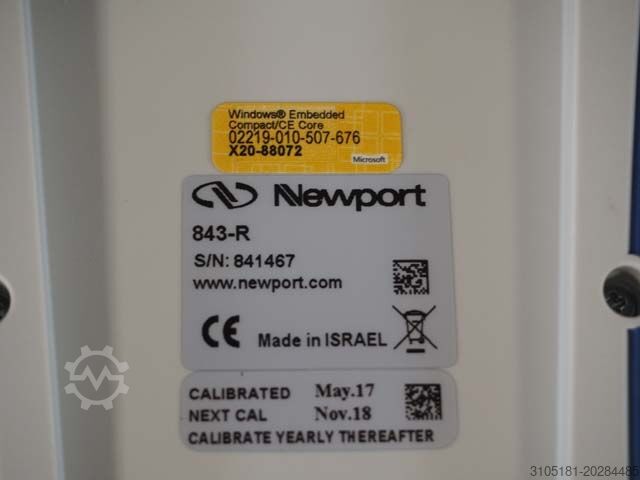 Windows® Embedded
Compact/CE Core
02219-010-507-676
X20-88072
Microsoft
Newport
843-R
S/N: 841467
www.newport.com
CE Made in ISRAEL
CALIBRATED May.17
NEXT CAL Nov.18
CALIBRATE YEARLY THEREAFTER
3105181-20284485